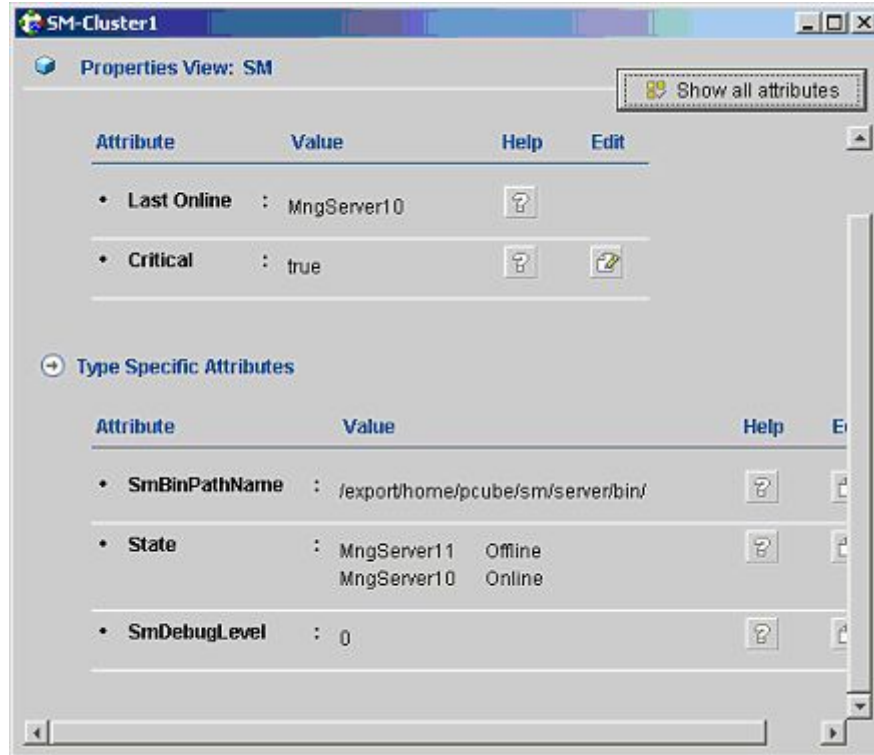 SM-Cluster1
Properties View: SM
Show all attributes
Attribute Value Help Edit
• Last Online : MngServer10
• Critical : true
Type Specific Attributes
Attribute Value Help
• SmBinPathName : /export/home/pcube/sm/server/bin/
• State : MngServer11 Offline
MngServer10 Online
• SmDebugLevel : 0